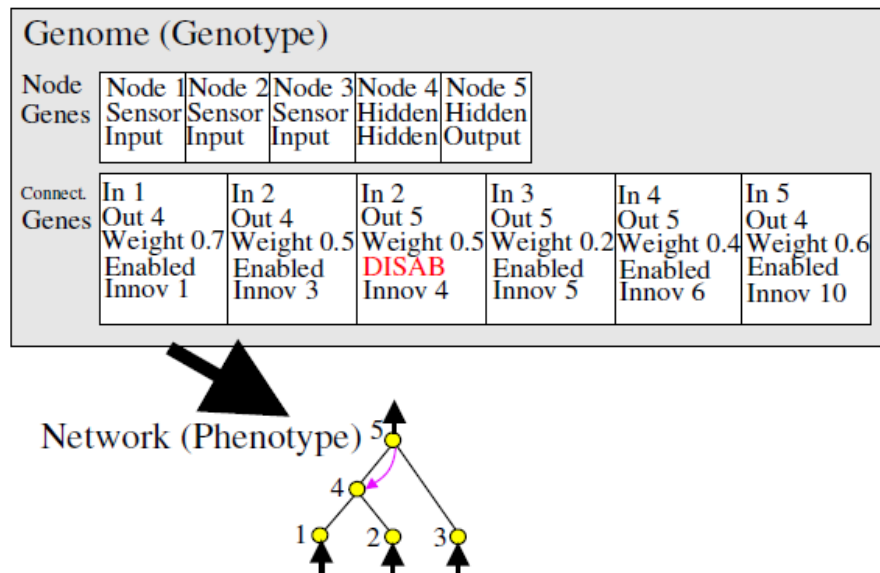 Genome (Genotype)
Node Genes
Node 1 Sensor Input
Node 2 Sensor Input
Node 3 Sensor Input
Node 4 Hidden Hidden
Node 5 Hidden Output
Connect. Genes
In 1
Out 4
Weight 0.7
Enabled
Innov 1
In 2
Out 4
Weight 0.5
Enabled
Innov 3
In 2
Out 5
Weight 0.5
DISAB
Innov 4
In 3
Out 5
Weight 0.2
Enabled
Innov 5
In 4
Out 5
Weight 0.4
Enabled
Innov 6
In 5
Out 4
Weight 0.6
Enabled
Innov 10
Network (Phenotype)
5
4
1 2 3